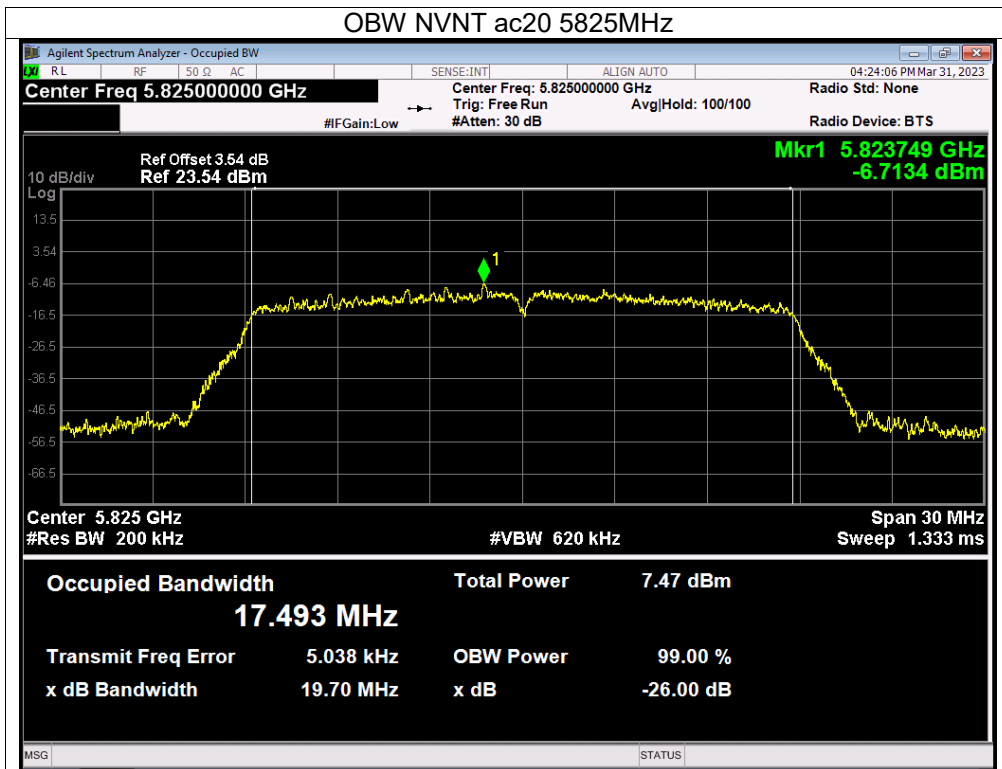 OBW NVNT ac20 5825MHz
Agilent Spectrum Analyzer - Occupied BW
LXI RL RF 50 Ω AC SENSE:INT ALIGN AUTO 04:24:06 PM Mar 31, 2023
Center Freq 5.825000000 GHz Center Freq: 5.825000000 GHz Radio Std: None
Trig: Free Run Avg|Hold: 100/100
#IFGain:Low #Atten: 30 dB Radio Device: BTS
Mkr1 5.823749 GHz
-6.7134 dBm
Ref Offset 3.54 dB
10 dB/div Ref 23.54 dBm
Log
13.5
3.54
1
-6.46
-16.5
-26.5
-36.5
-46.5
-56.5
-66.5
Center 5.825 GHz Span 30 MHz
#Res BW 200 kHz #VBW 620 kHz Sweep 1.333 ms
Occupied Bandwidth Total Power 7.47 dBm
17.493 MHz
Transmit Freq Error 5.038 kHz OBW Power 99.00 %
x dB Bandwidth 19.70 MHz x dB -26.00 dB
MSG STATUS